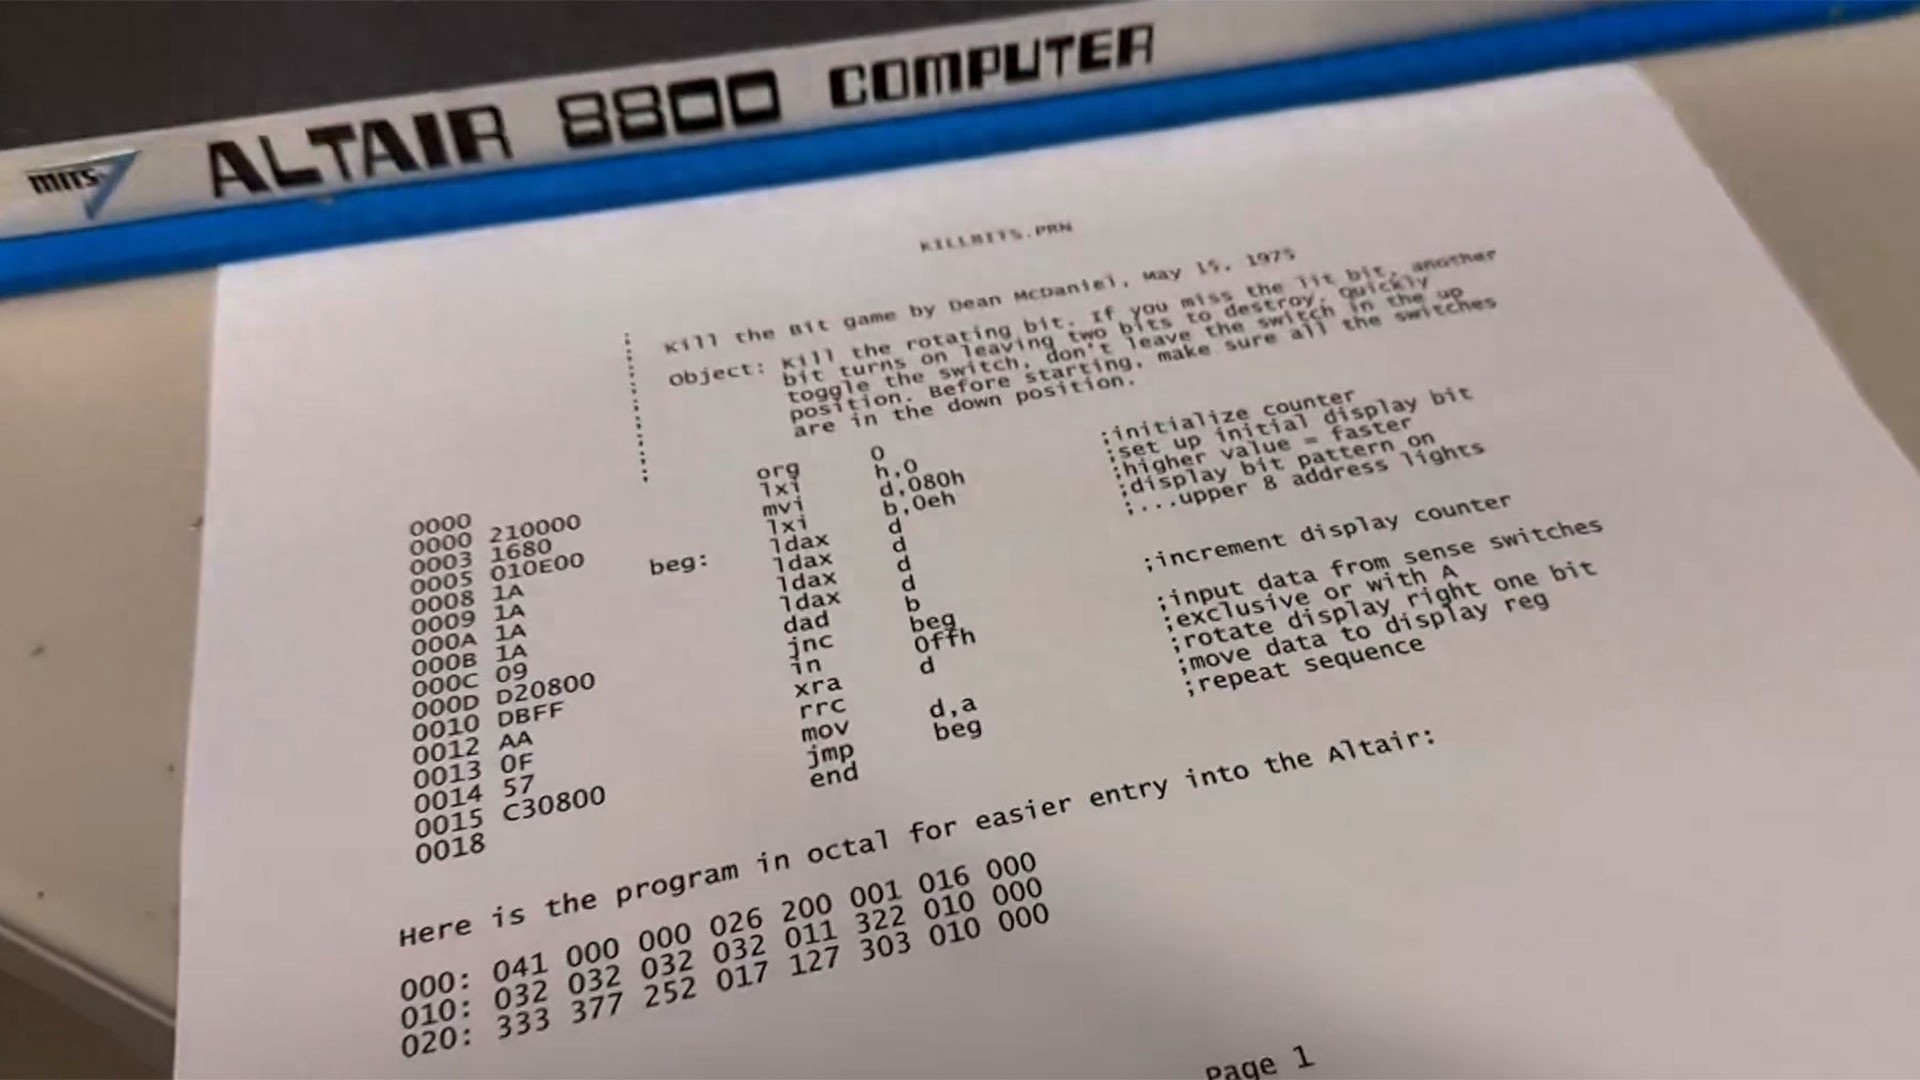 MITS ALTAIR 8800 COMPUTER
KILLBITS.PRN
; Kill the Bit game by Dean McDaniel, May 15, 1975
; Object: Kill the rotating bit. If you miss the lit bit, another
; bit turns on leaving two bits to destroy. Quickly
; toggle the switch, don't leave the switch in the up
; position. Before starting, make sure all the switches
; are in the down position.
0000 org 0
0000 210000 lxi h,0 ;initialize counter
0003 1680 mvi d,080h ;set up initial display bit
0005 010E00 lxi b,0eh ;higher value = faster
0008 1A beg: ldax d ;display bit pattern on
0009 1A ldax d ;...upper 8 address lights
000A 1A ldax d
000B 1A ldax d
000C 09 dad b ;increment display counter
000D D20800 jnc beg
0010 DBFF in 0ffh ;input data from sense switches
0012 AA xra d ;exclusive or with A
0013 0F rrc ;rotate display right one bit
0014 57 mov d,a ;move data to display reg
0015 C30800 jmp beg ;repeat sequence
0018 end
Here is the program in octal for easier entry into the Altair:
000: 041 000 000 026 200 001 016 000
010: 032 032 032 032 011 322 010 000
020: 333 377 252 017 127 303 010 000
Page 1